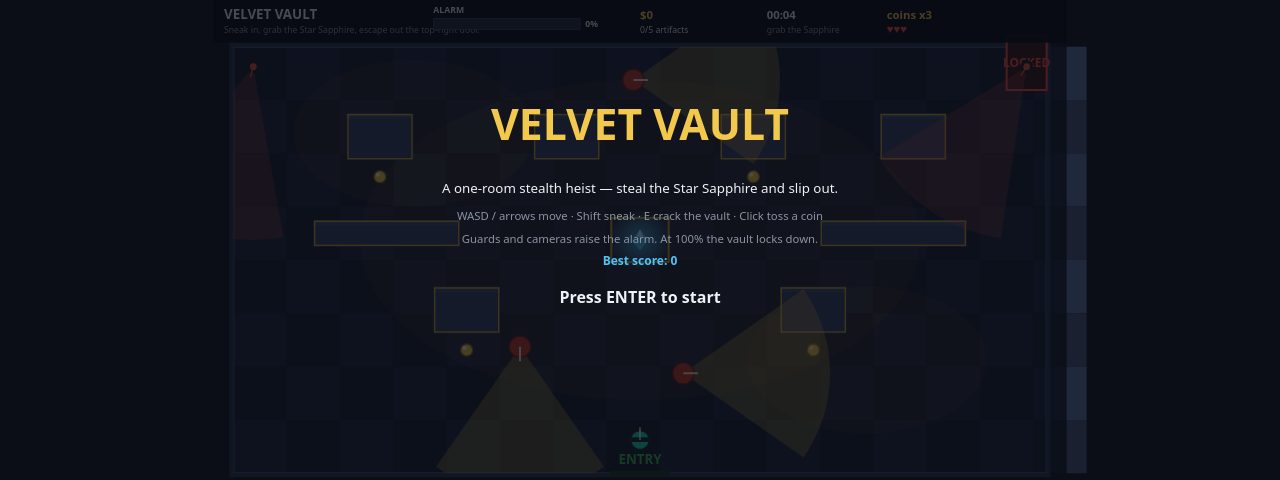 VELVET VAULT
Sneak in, grab the Star Sapphire, escape out the top-right door.
ALARM
0%
$0
0/5 artifacts
00:04
grab the Sapphire
coins x3
♥♥♥
LOCKED
VELVET VAULT
A one-room stealth heist — steal the Star Sapphire and slip out.
WASD / arrows move · Shift sneak · E crack the vault · Click toss a coin
Guards and cameras raise the alarm. At 100% the vault locks down.
Best score: 0
Press ENTER to start
ENTRY